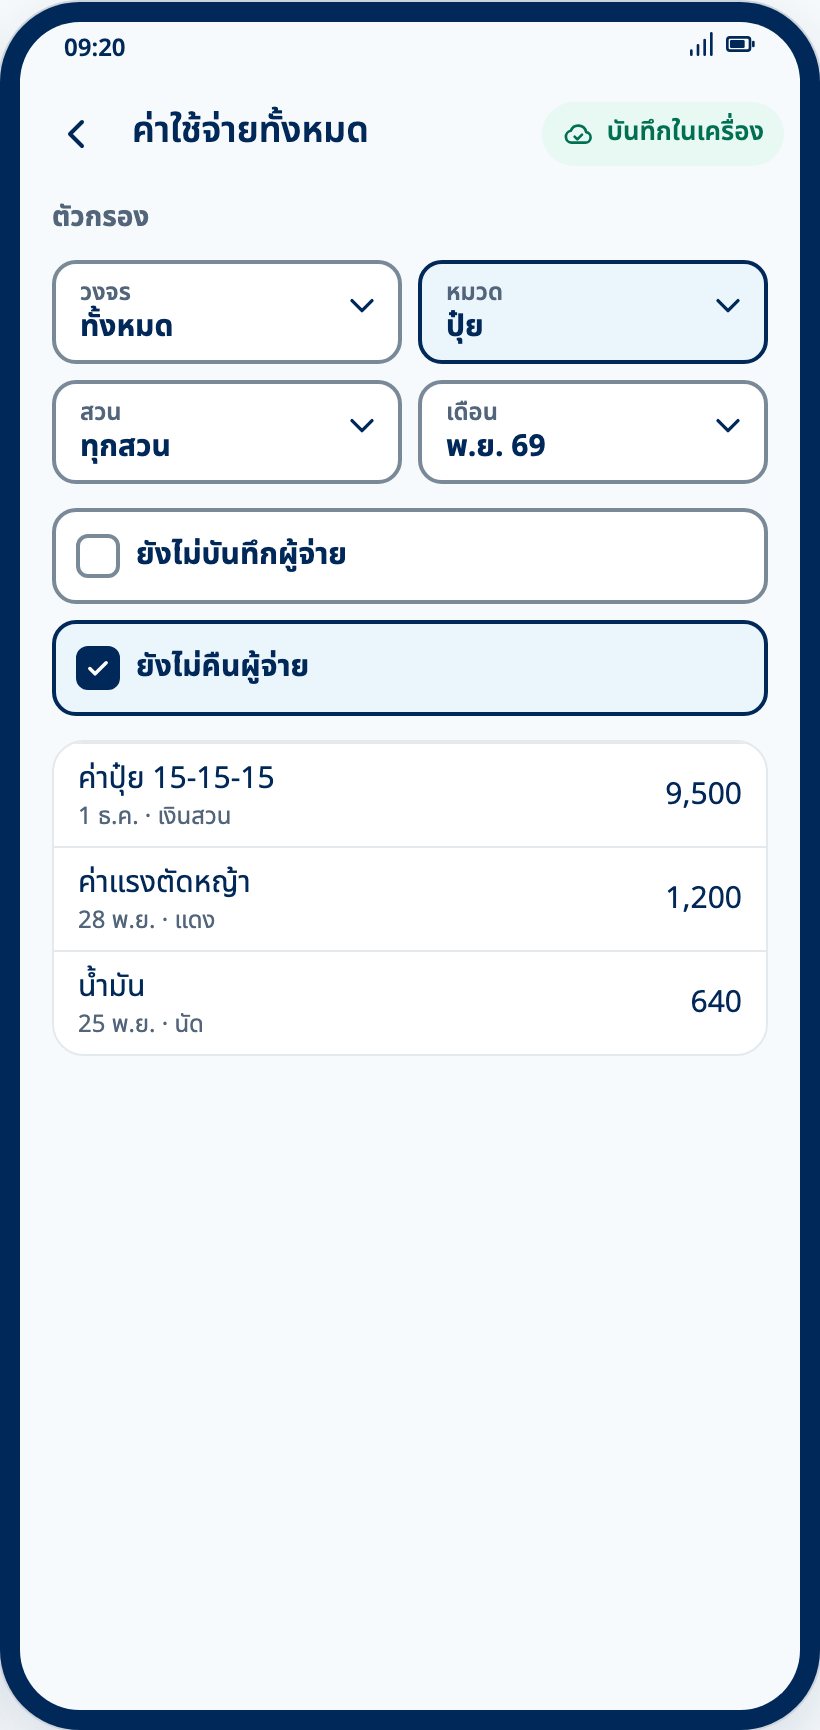 09:20
ค่าใช้จ่ายทั้งหมด
บันทึกในเครื่อง
ตัวกรอง
วงจร
ทั้งหมด
หมวด
ปุ๋ย
สวน
ทุกสวน
เดือน
พ.ย. 69
ยังไม่บันทึกผู้จ่าย
ยังไม่คืนผู้จ่าย
ค่าปุ๋ย 15-15-15
9,500
1 ธ.ค. · เงินสวน
ค่าแรงตัดหญ้า
1,200
28 พ.ย. · แดง
น้ำมัน
640
25 พ.ย. · นัด